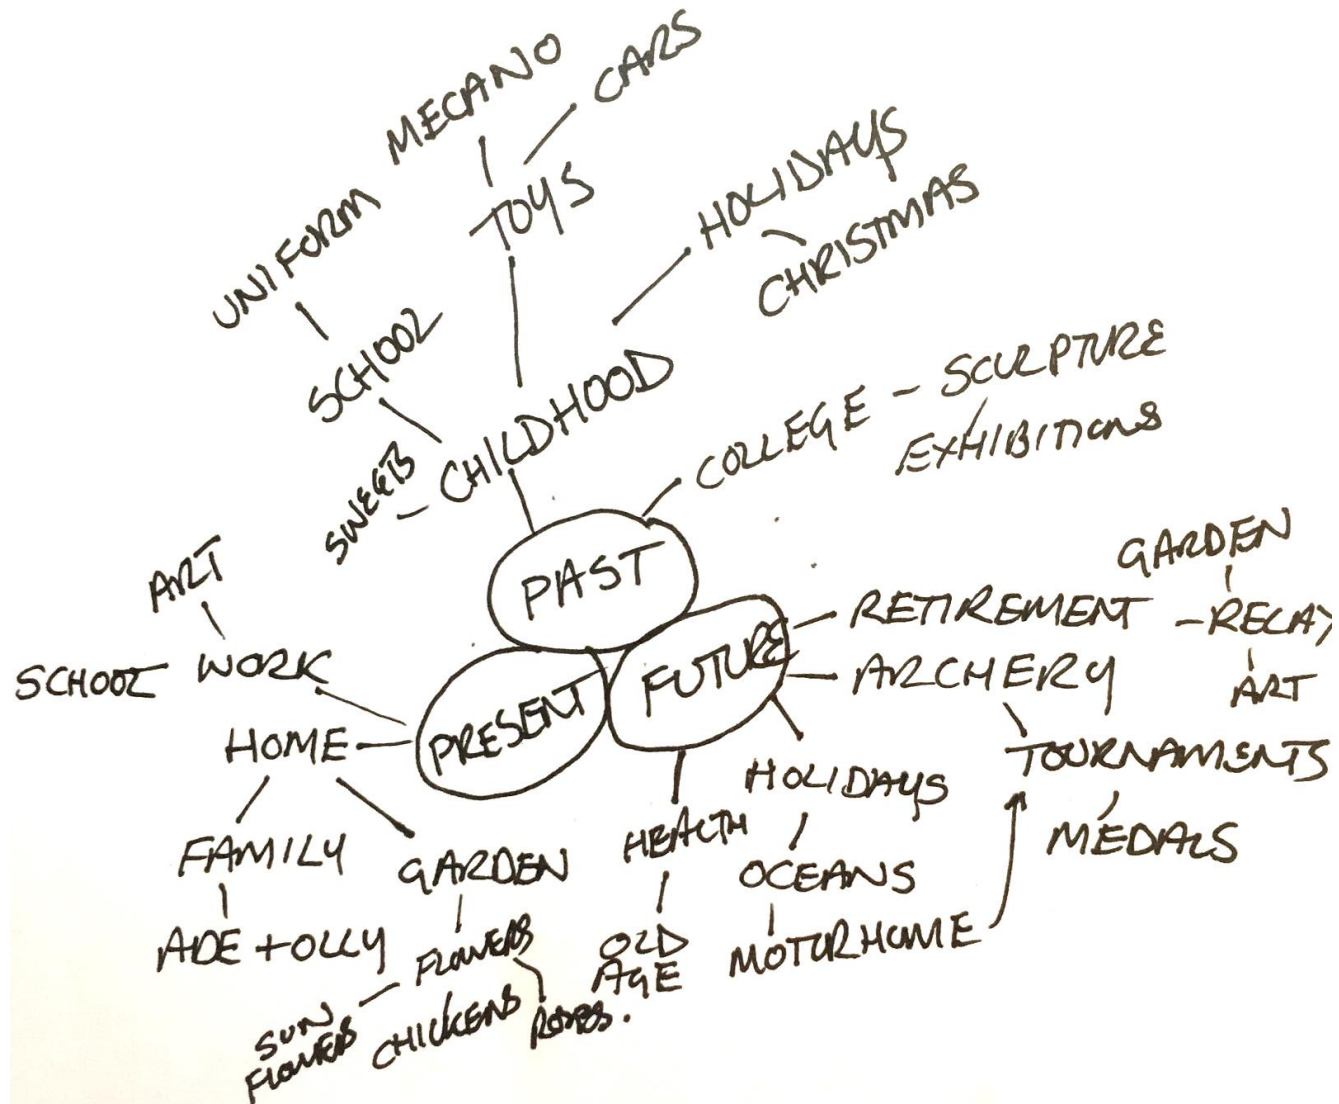 MECANO
CARS
TOYS
HOLIDAYS
CHRISTMAS
UNIFORM
SCHOOL
CHILDHOOD
SWEETS
COLLEGE - SCULPTURE
EXHIBITIONS
PAST
ART
SCHOOL WORK
HOME
PRESENT
FAMILY
ADE + OLLY
GARDEN
FLOWERS
SUN
FLOWERS
CHICKENS
ROSES.
FUTURE
RETIREMENT - RELAX
GARDEN
ART
ARCHERY
TOURNAMENTS
MEDALS
HOLIDAYS
OCEANS
MOTORHOME
HEALTH
OLD
AGE